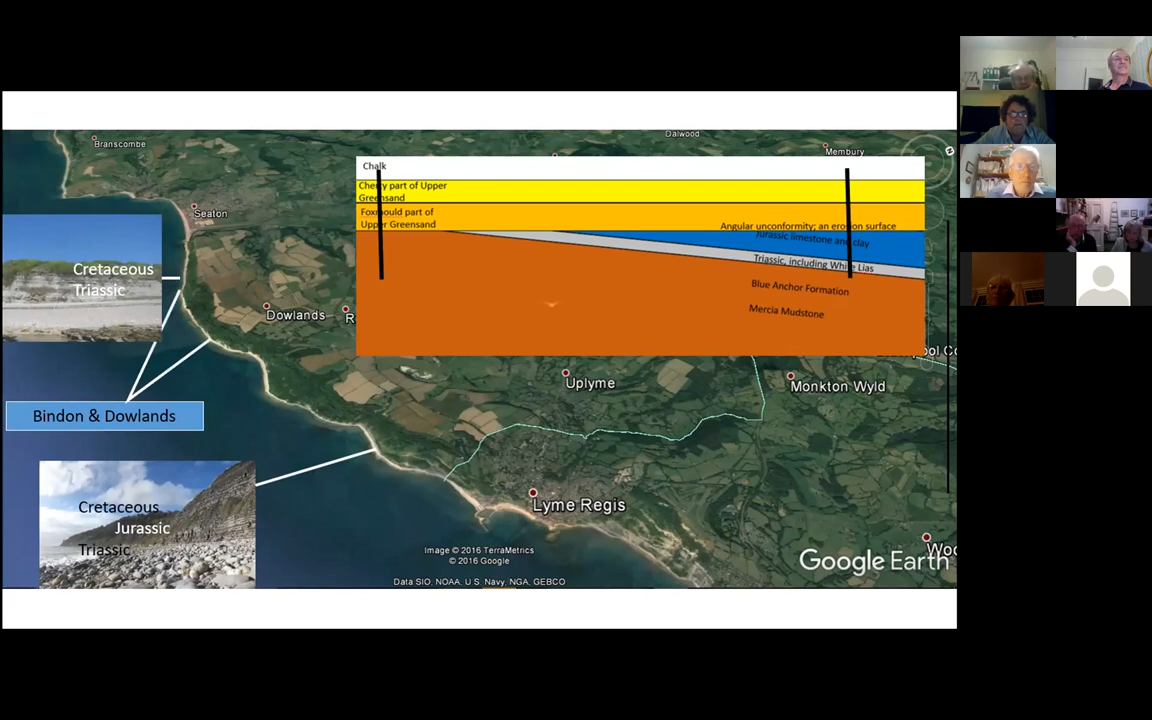 Branscombe
Dalwood
Membury
Chalk
Cherty part of Upper
Greensand
Foxmould part of
Upper Greensand
Angular unconformity; an erosion surface
Jurassic limestone and clay
Triassic, including White Lias
Blue Anchor Formation
Mercia Mudstone
Seaton
Cretaceous
Triassic
Dowlands
R
Bindon & Dowlands
Uplyme
Monkton Wyld
Cretaceous
Jurassic
Triassic
Lyme Regis
Woo
Image © 2016 TerraMetrics
© 2016 Google
Data SIO, NOAA, U.S. Navy, NGA, GEBCO
Google Earth